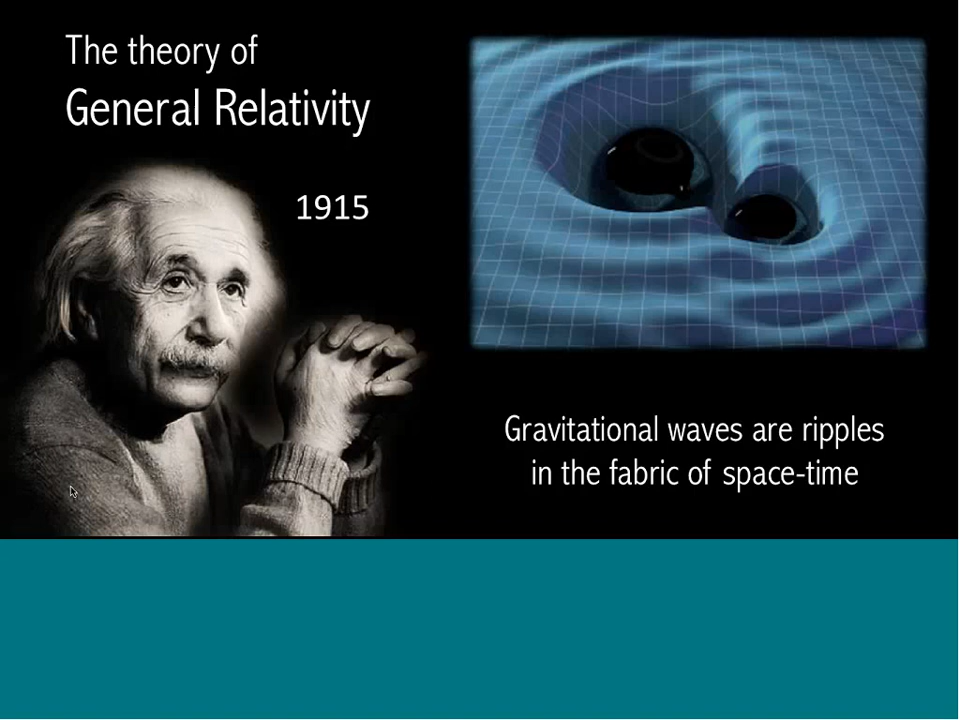 The theory of
General Relativity
1915
Gravitational waves are ripples
in the fabric of space-time